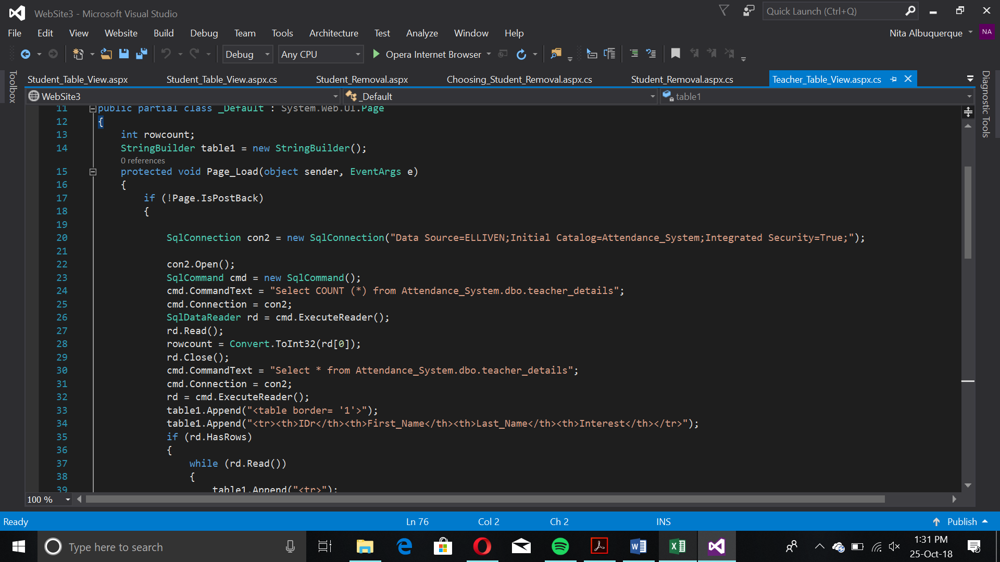 WebSite3 - Microsoft Visual Studio
Quick Launch (Ctrl+Q)
File Edit View Website Build Debug Team Tools Architecture Test Analyze Window Help
Nita Albuquerque NA
Debug Any CPU Opera Internet Browser
Toolbox
Student_Table_View.aspx Student_Table_View.aspx.cs Student_Removal.aspx Choosing_Student_Removal.aspx.cs Student_Removal.aspx.cs Teacher_Table_View.aspx.cs
Diagnostic Tools
WebSite3 _Default table1
11 public partial class _Default : System.Web.UI.Page
12 {
13 int rowcount;
14 StringBuilder table1 = new StringBuilder();
0 references
15 protected void Page_Load(object sender, EventArgs e)
16 {
17 if (!Page.IsPostBack)
18 {
19
20 SqlConnection con2 = new SqlConnection("Data Source=ELLIVEN;Initial Catalog=Attendance_System;Integrated Security=True;");
21
22 con2.Open();
23 SqlCommand cmd = new SqlCommand();
24 cmd.CommandText = "Select COUNT (*) from Attendance_System.dbo.teacher_details";
25 cmd.Connection = con2;
26 SqlDataReader rd = cmd.ExecuteReader();
27 rd.Read();
28 rowcount = Convert.ToInt32(rd[0]);
29 rd.Close();
30 cmd.CommandText = "Select * from Attendance_System.dbo.teacher_details";
31 cmd.Connection = con2;
32 rd = cmd.ExecuteReader();
33 table1.Append("<table border= '1'>");
34 table1.Append("<tr><th>IDr</th><th>First_Name</th><th>Last_Name</th><th>Interest</th></tr>");
35 if (rd.HasRows)
36 {
37 while (rd.Read())
38 {
39 table1.Append("<tr>");
100 %
Ready Ln 76 Col 2 Ch 2 INS Publish
Type here to search
1:31 PM
25-Oct-18